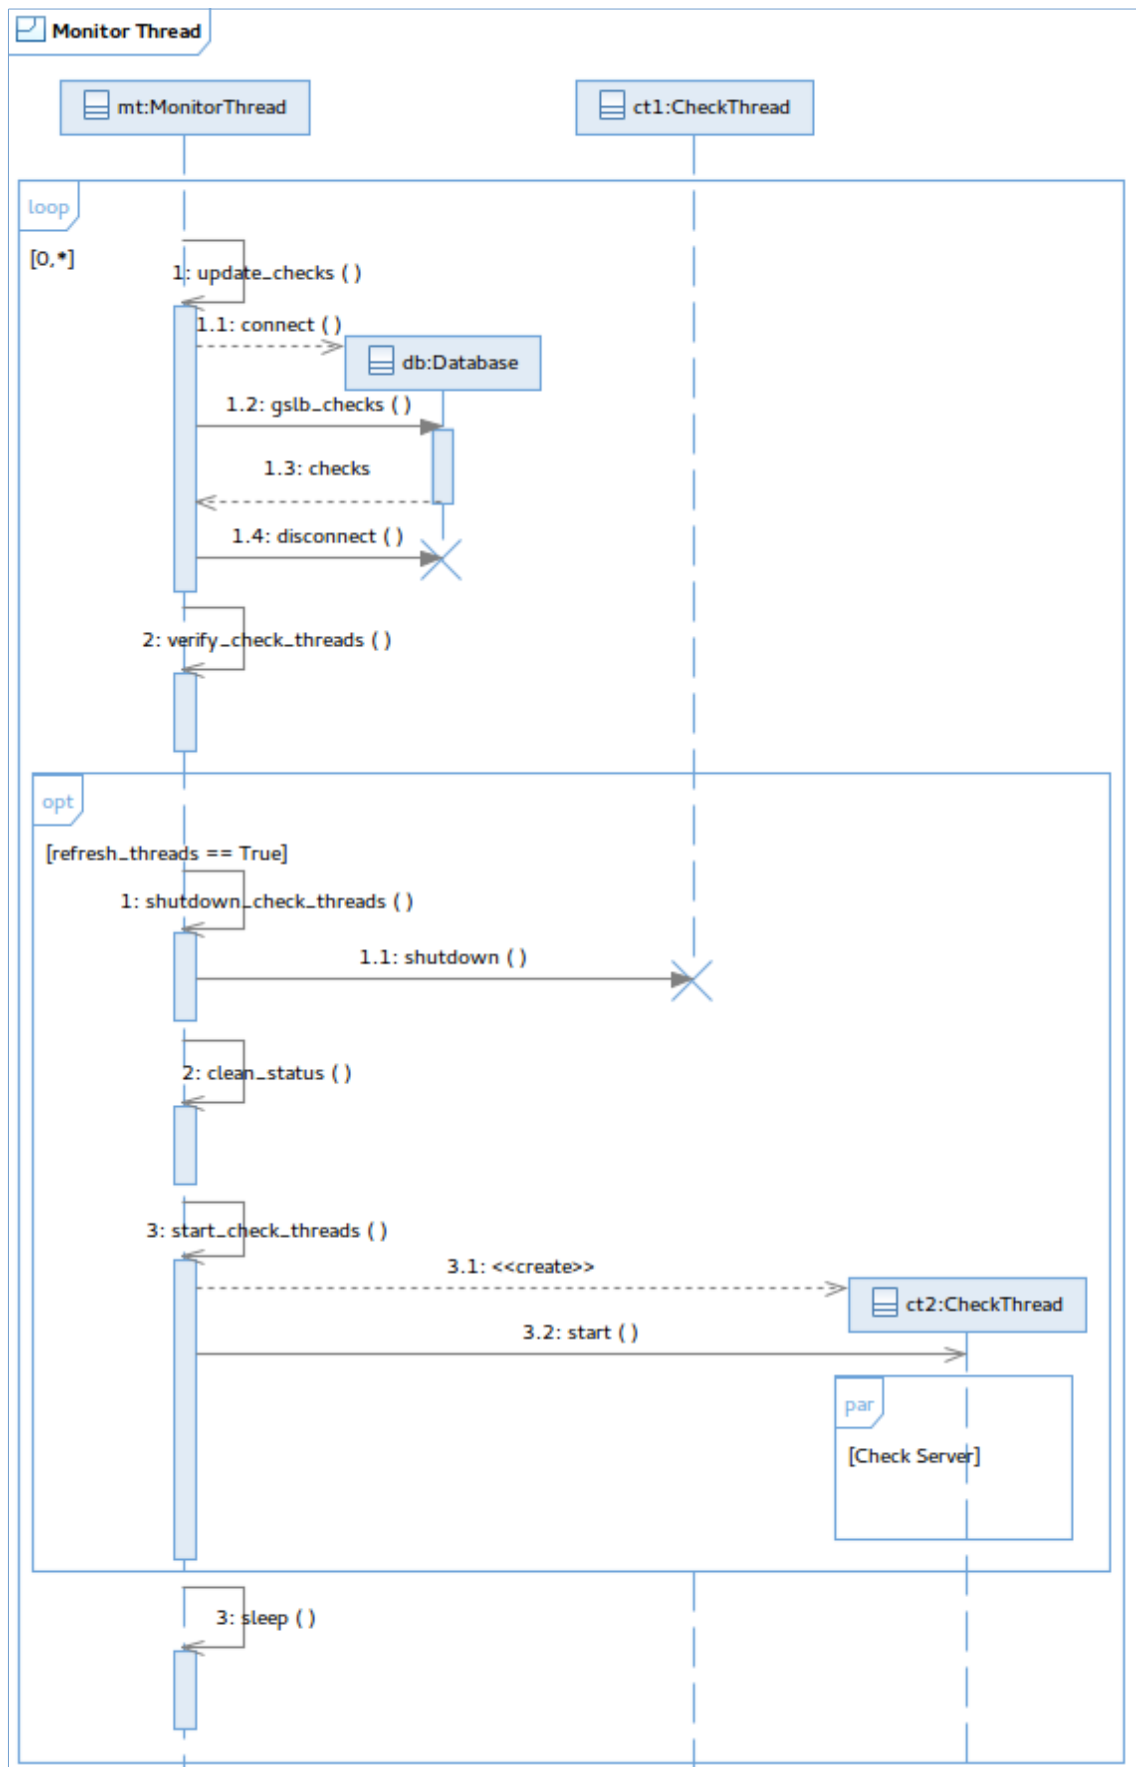 Monitor Thread
mt:MonitorThread
ct1:CheckThread
loop
[0,*]
1: update_checks ( )
1.1: connect ( )
db:Database
1.2: gslb_checks ( )
1.3: checks
1.4: disconnect ( )
2: verify_check_threads ( )
opt
[refresh_threads == True]
1: shutdown_check_threads ( )
1.1: shutdown ( )
2: clean_status ( )
3: start_check_threads ( )
3.1: <<create>>
ct2:CheckThread
3.2: start ( )
par
[Check Server]
3: sleep ( )